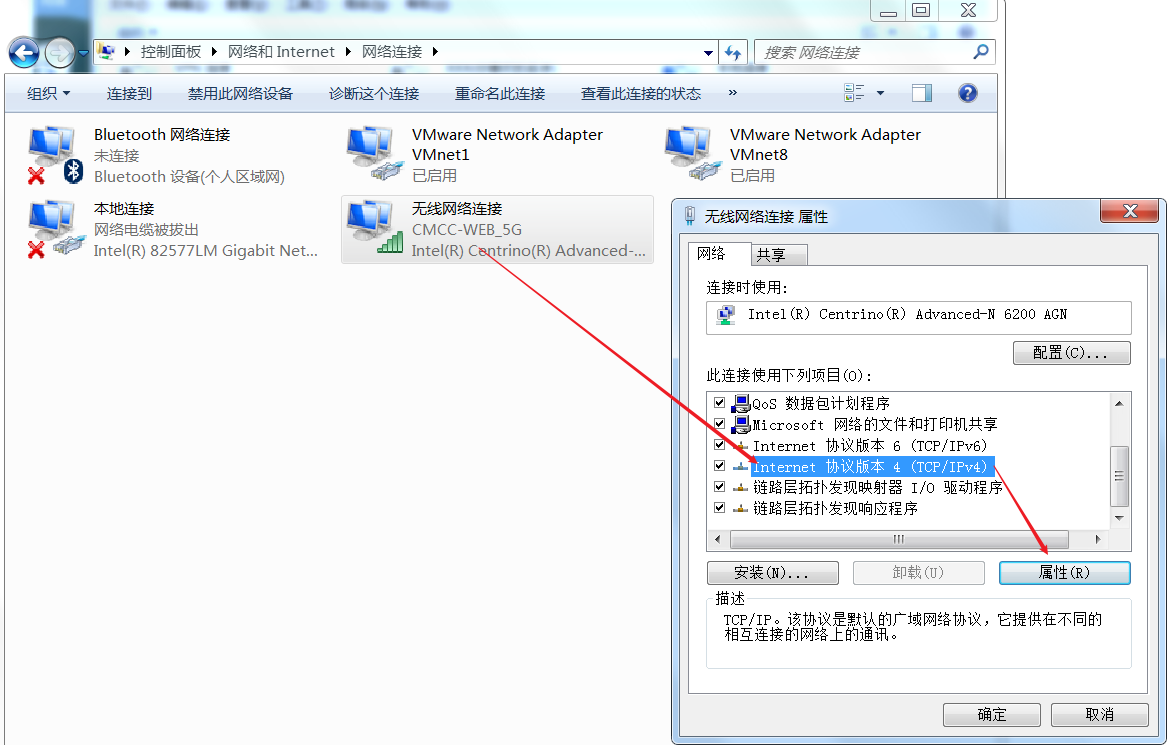 控制面板 网络和 Internet 网络连接
搜索 网络连接
组织 连接到 禁用此网络设备 诊断这个连接 重命名此连接 查看此连接的状态 »
Bluetooth 网络连接
未连接
Bluetooth 设备(个人区域网)
VMware Network Adapter
VMnet1
已启用
VMware Network Adapter
VMnet8
已启用
本地连接
网络电缆被拔出
Intel(R) 82577LM Gigabit Net...
无线网络连接
CMCC-WEB_5G
Intel(R) Centrino(R) Advanced-...
无线网络连接 属性
网络 共享
连接时使用:
Intel(R) Centrino(R) Advanced-N 6200 AGN
配置(C)...
此连接使用下列项目(O):
QoS 数据包计划程序
Microsoft 网络的文件和打印机共享
Internet 协议版本 6 (TCP/IPv6)
Internet 协议版本 4 (TCP/IPv4)
链路层拓扑发现映射器 I/O 驱动程序
链路层拓扑发现响应程序
安装(N)... 卸载(U) 属性(R)
描述
TCP/IP。该协议是默认的广域网络协议，它提供在不同的
相互连接的网络上的通讯。
确定 取消